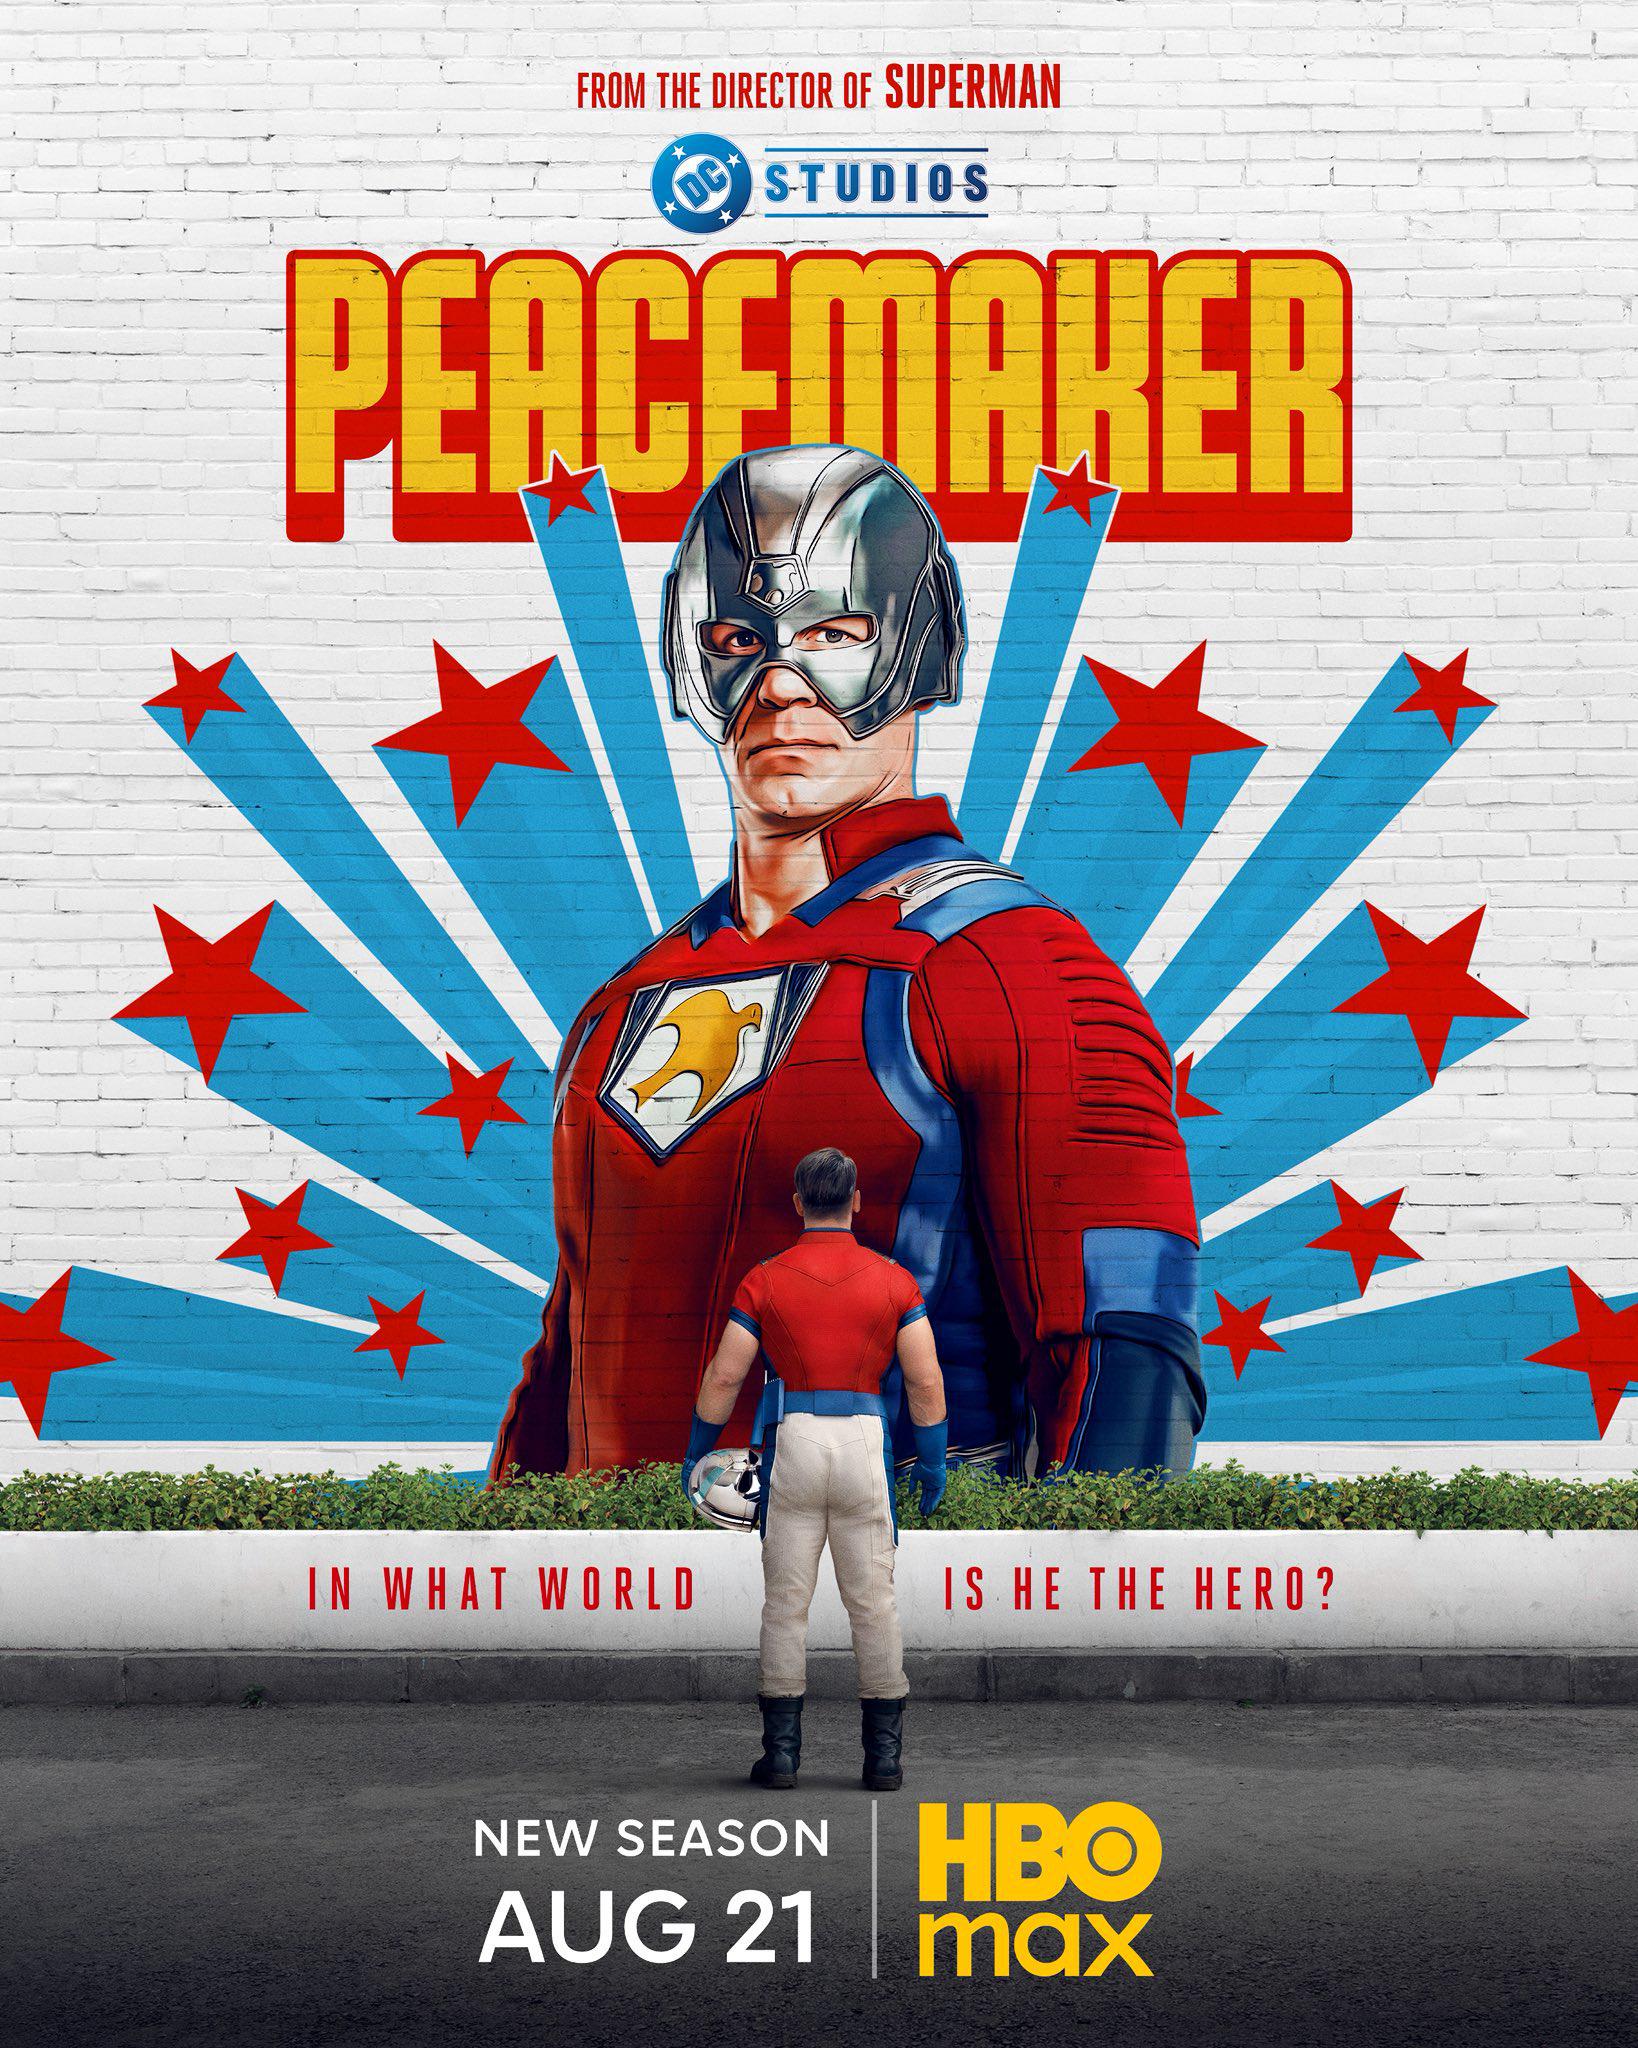 FROM THE DIRECTOR OF SUPERMAN
DC STUDIOS
PEACEMAKER
IN WHAT WORLD IS HE THE HERO?
NEW SEASON
AUG 21
HBO
max